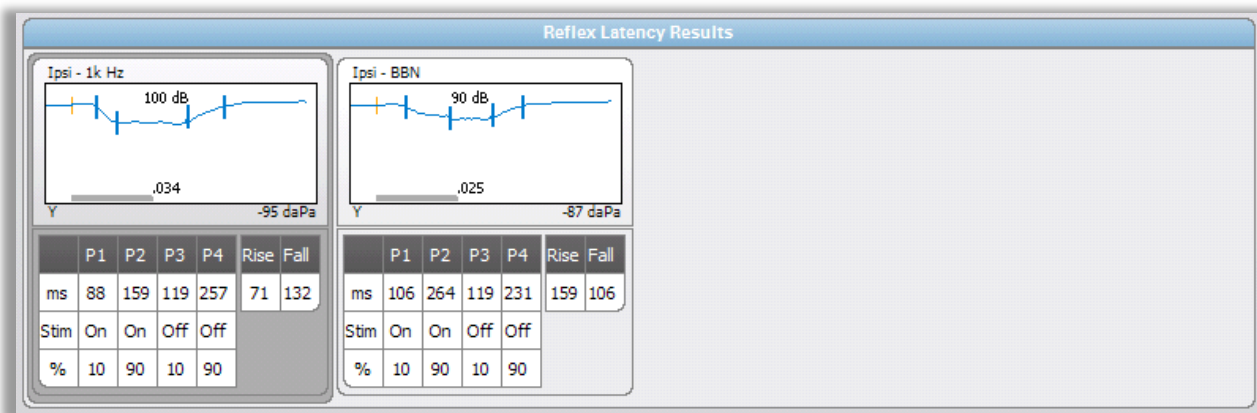 Reflex Latency Results
Ipsi - 1k Hz
100 dB
.034
Y -95 daPa
P1 P2 P3 P4 Rise Fall
ms 88 159 119 257 71 132
Stim On On Off Off
% 10 90 10 90
Ipsi - BBN
90 dB
.025
Y -87 daPa
P1 P2 P3 P4 Rise Fall
ms 106 264 119 231 159 106
Stim On On Off Off
% 10 90 10 90